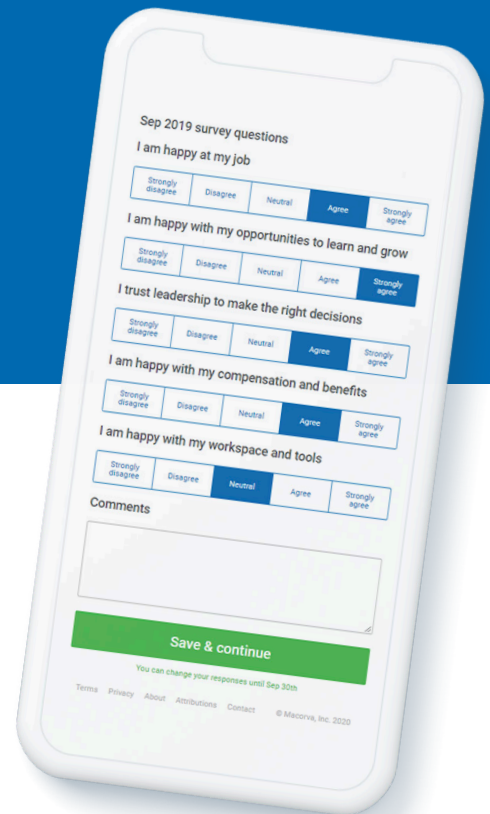 Sep 2019 survey questions
I am happy at my job
Strongly disagree Disagree Neutral Agree Strongly agree
I am happy with my opportunities to learn and grow
Strongly disagree Disagree Neutral Agree Strongly agree
I trust leadership to make the right decisions
Strongly disagree Disagree Neutral Agree Strongly agree
I am happy with my compensation and benefits
Strongly disagree Disagree Neutral Agree Strongly agree
I am happy with my workspace and tools
Strongly disagree Disagree Neutral Agree Strongly agree
Comments
Save & continue
You can change your responses until Sep 30th
Terms Privacy About Attributions Contact © Macorva, Inc. 2020